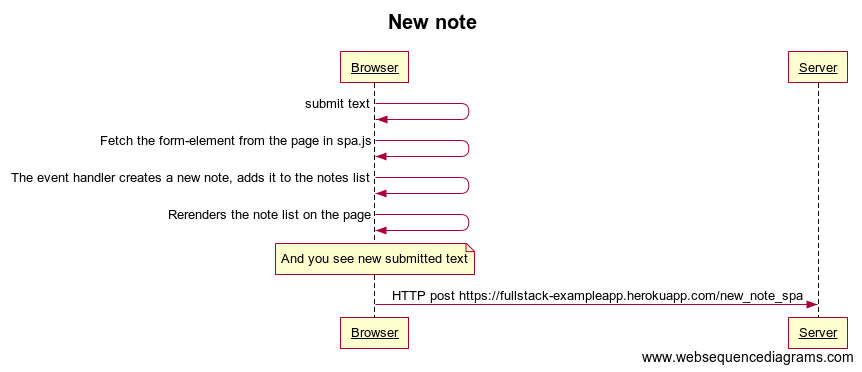 New note
Browser
Server
submit text
Fetch the form-element from the page in spa.js
The event handler creates a new note, adds it to the notes list
Rerenders the note list on the page
And you see new submitted text
HTTP post https://fullstack-exampleapp.herokuapp.com/new_note_spa
Browser
Server
www.websequencediagrams.com